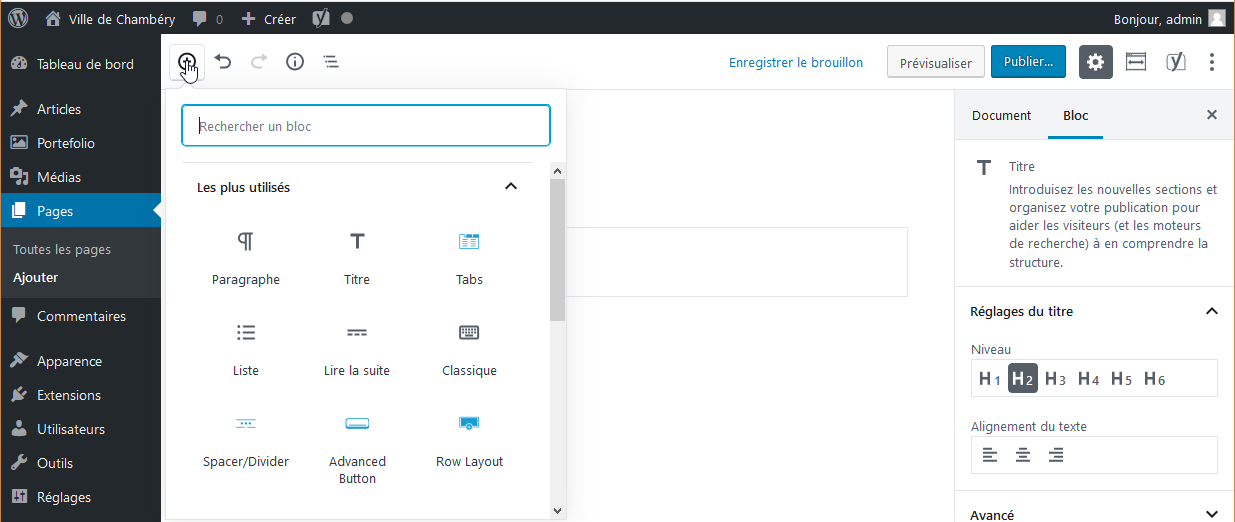 Ville de Chambéry 0 Créer Bonjour, admin
Tableau de bord
Articles
Portefolio
Médias
Pages
Toutes les pages
Ajouter
Commentaires
Apparence
Extensions
Utilisateurs
Outils
Réglages
Enregistrer le brouillon Prévisualiser Publier...
Rechercher un bloc
Les plus utilisés
Paragraphe Titre Tabs
Liste Lire la suite Classique
Spacer/Divider Advanced Row Layout
Button
Document Bloc
Titre
Introduisez les nouvelles sections et
organisez votre publication pour
aider les visiteurs (et les moteurs
de recherche) à en comprendre la
structure.
Réglages du titre
Niveau
H1 H2 H3 H4 H5 H6
Alignement du texte
Avancé